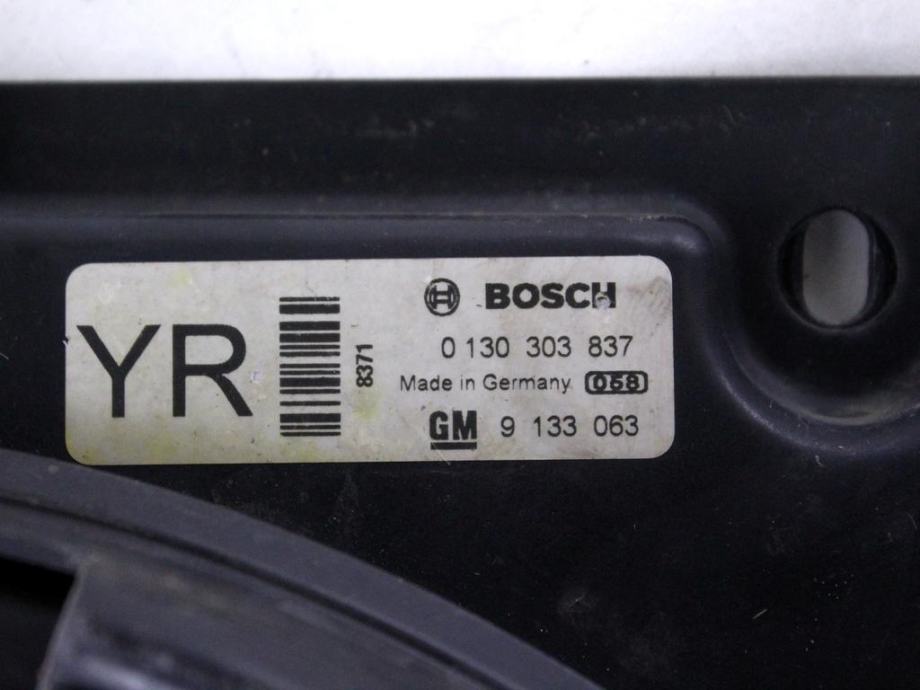 YR
8371
BOSCH
0 130 303 837
Made in Germany 058
GM 9 133 063